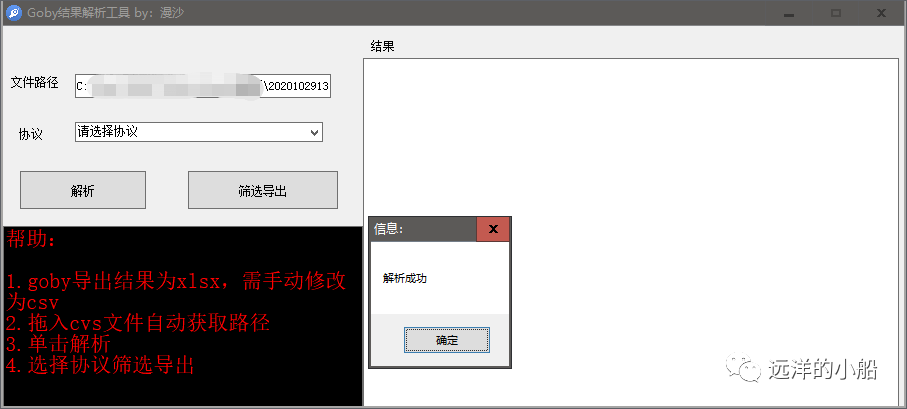 Goby结果解析工具 by: 漫沙
结果
文件路径
C:
\2020102913
协议
请选择协议
解析
筛选导出
信息:
解析成功
确定
帮助:
1.goby导出结果为xlsx，需手动修改
为csv
2.拖入cvs文件自动获取路径
3.单击解析
4.选择协议筛选导出
远洋的小船